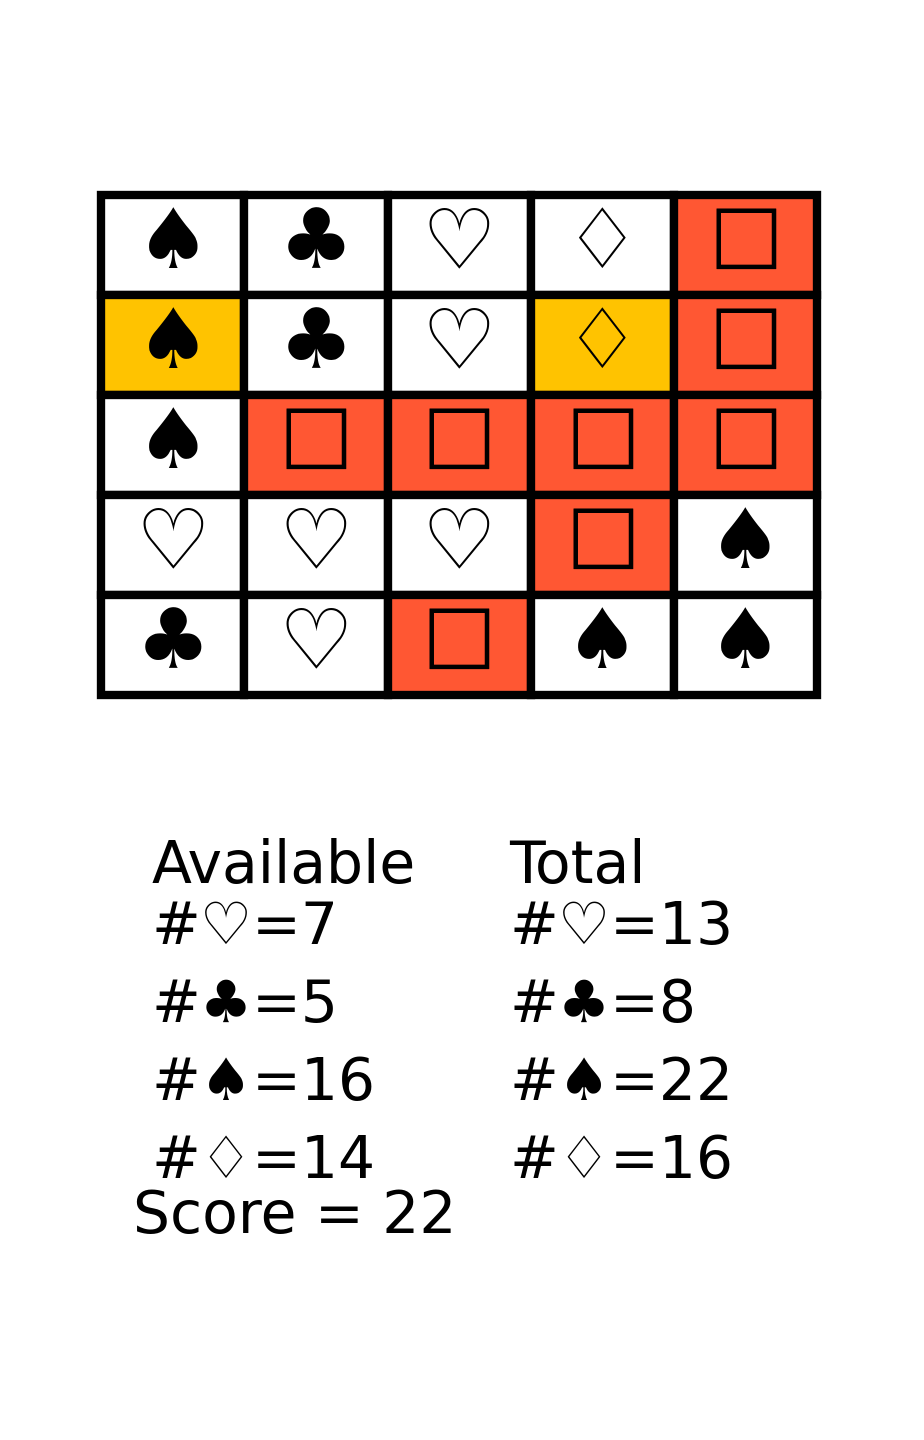 ♠ ♣ ♡ ♢ □
♠ ♣ ♡ ♢ □
♠ □ □ □ □
♡ ♡ ♡ □ ♠
♣ ♡ □ ♠ ♠
Available Total
#♡=7 #♡=13
#♣=5 #♣=8
#♠=16 #♠=22
#♢=14 #♢=16
Score = 22